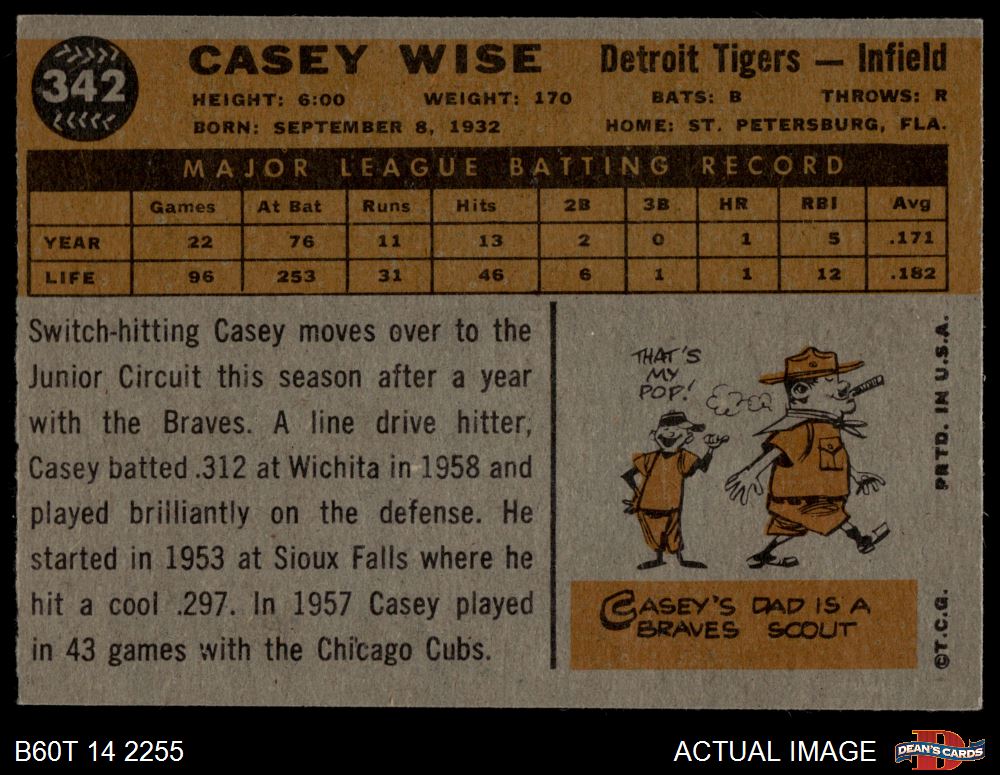 342
CASEY WISE
Detroit Tigers — Infield
HEIGHT: 6:00 WEIGHT: 170 BATS: B THROWS: R
BORN: SEPTEMBER 8, 1932 HOME: ST. PETERSBURG, FLA.
MAJOR LEAGUE BATTING RECORD
Games At Bat Runs Hits 2B 3B HR RBI Avg
YEAR 22 76 11 13 2 0 1 5 .171
LIFE 96 253 31 46 6 1 1 12 .182
Switch-hitting Casey moves over to the
Junior Circuit this season after a year
with the Braves. A line drive hitter,
Casey batted .312 at Wichita in 1958 and
played brilliantly on the defense. He
started in 1953 at Sioux Falls where he
hit a cool .297. In 1957 Casey played
in 43 games with the Chicago Cubs.
THAT'S
MY
POP!
CASEY'S DAD IS A
BRAVES SCOUT
©T.C.G. PRTD. IN U.S.A.
B60T 14 2255
ACTUAL IMAGE
D
DEAN'S CARDS